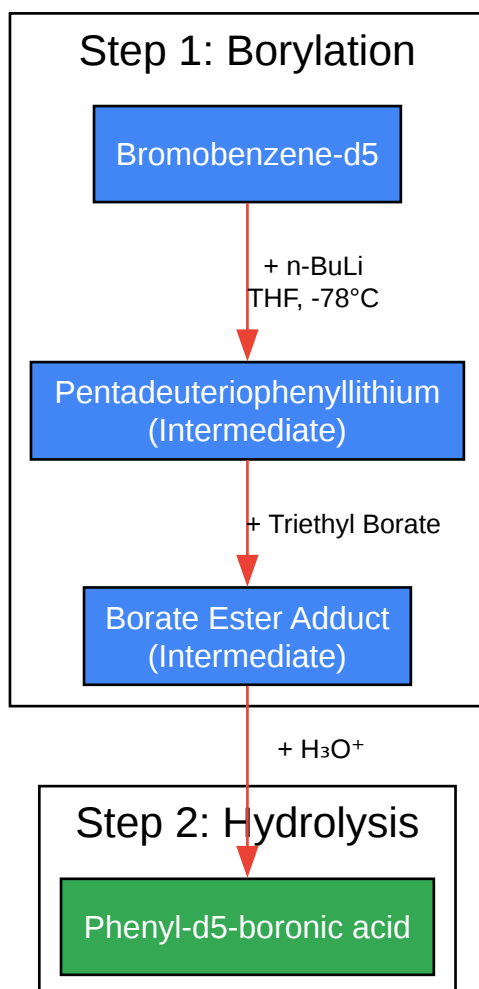 Step 1: Borylation
Bromobenzene-d5
+ n-BuLi
THF, -78°C
Pentadeuteriophenyllithium
(Intermediate)
+ Triethyl Borate
Borate Ester Adduct
(Intermediate)
+ H₃O⁺
Step 2: Hydrolysis
Phenyl-d5-boronic acid